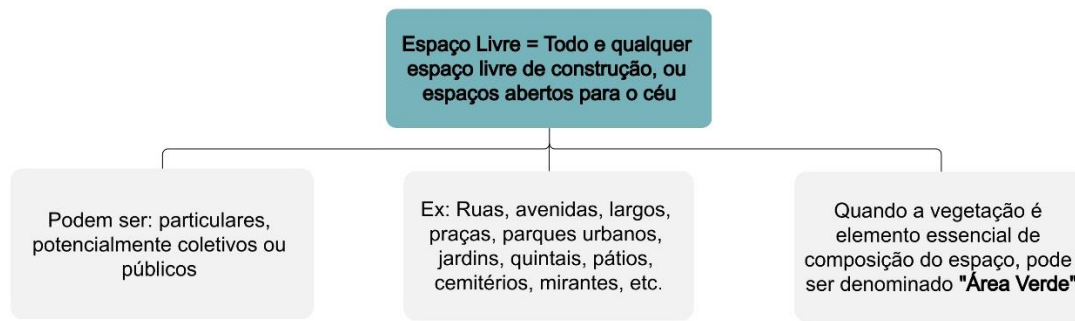 Espaço Livre = Todo e qualquer
espaço livre de construção, ou
espaços abertos para o céu
Podem ser: particulares,
potencialmente coletivos ou
públicos
Ex: Ruas, avenidas, largos,
praças, parques urbanos,
jardins, quintais, pátios,
cemitérios, mirantes, etc.
Quando a vegetação é
elemento essencial de
composição do espaço, pode
ser denominado "Área Verde"